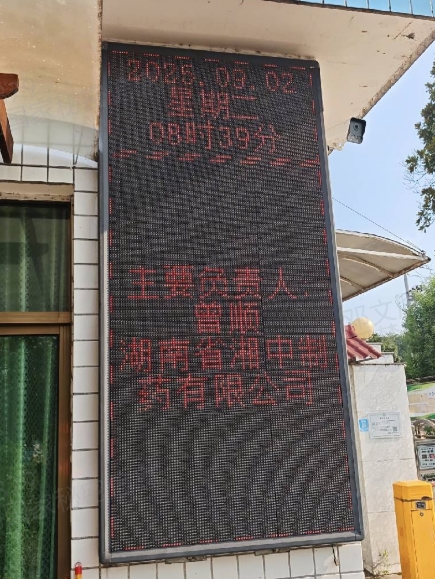 2025.09.02
星期二
08时39分
主要负责人
曾顺
湖南省湘中制
药有限公司